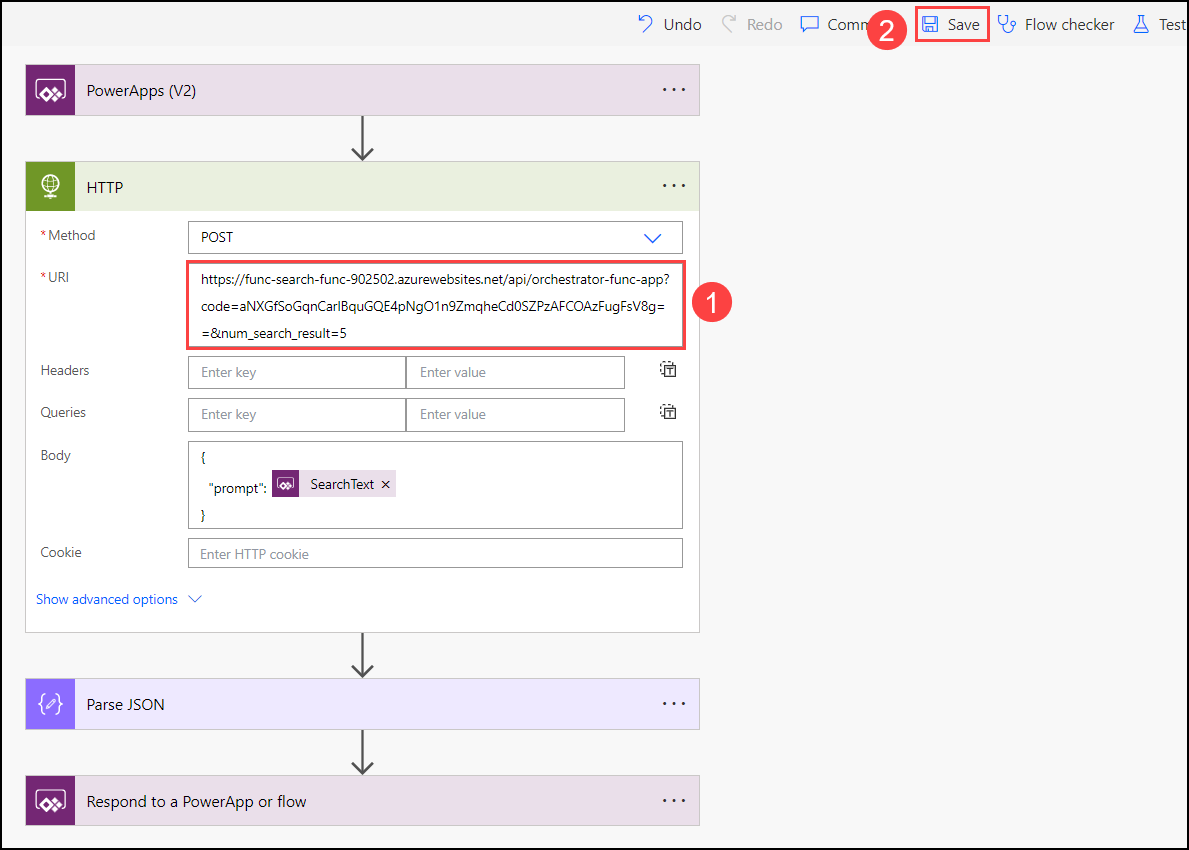 Undo Redo Comm 2 Save Flow checker Test
PowerApps (V2)
HTTP
* Method POST
* URI https://func-search-func-902502.azurewebsites.net/api/orchestrator-func-app?
code=aNXGfSoGqnCarIBquGQE4pNgO1n9ZmqheCd0SZPzAFCOAzFugFsV8g= 1
=&num_search_result=5
Headers Enter key Enter value
Queries Enter key Enter value
Body {
"prompt": SearchText ×
}
Cookie Enter HTTP cookie
Show advanced options
Parse JSON
Respond to a PowerApp or flow